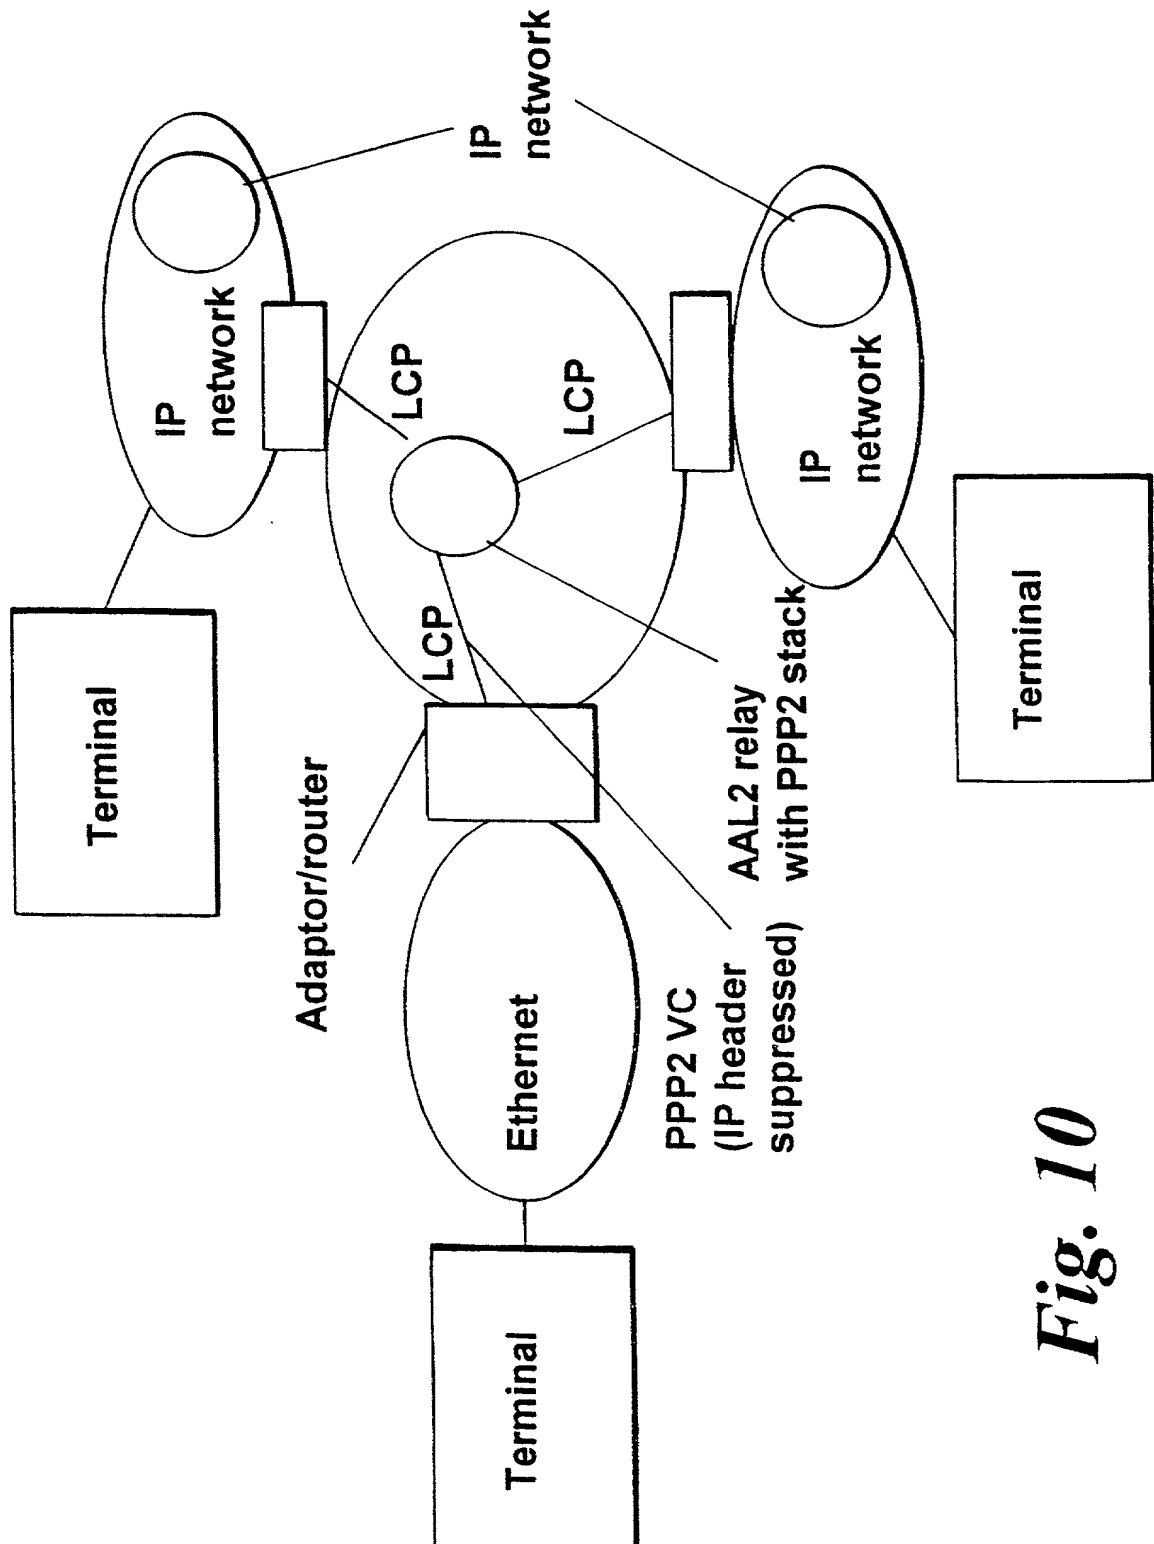 Terminal
IP
network
IP
network
LCP
LCP
LCP
Adaptor/router
Ethernet
Terminal
PPP2 VC
(IP header
suppressed)
AAL2 relay
with PPP2 stack
IP
network
Terminal
Fig. 10